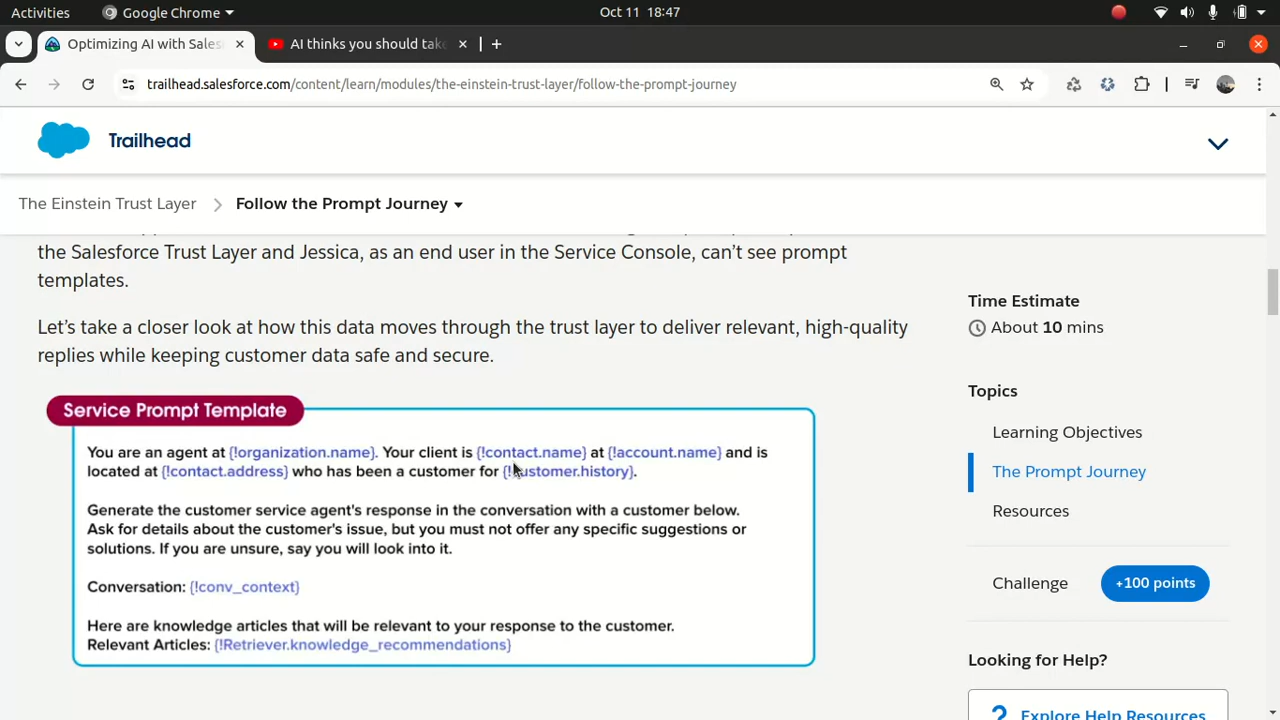 Activities
Google Chrome
Oct 11 18:47
Optimizing AI with Sales
AI thinks you should tak
trailhead.salesforce.com/content/learn/modules/the-einstein-trust-layer/follow-the-prompt-journey
Trailhead
The Einstein Trust Layer
Follow the Prompt Journey
the Salesforce Trust Layer and Jessica, as an end user in the Service Console, can’t see prompt
templates.
Let’s take a closer look at how this data moves through the trust layer to deliver relevant, high-quality
replies while keeping customer data safe and secure.
Service Prompt Template
You are an agent at {!organization.name}. Your client is {!contact.name} at {!account.name} and is
located at {!contact.address} who has been a customer for {!customer.history}.
Generate the customer service agent's response in the conversation with a customer below.
Ask for details about the customer's issue, but you must not offer any specific suggestions or
solutions. If you are unsure, say you will look into it.
Conversation: {!conv_context}
Here are knowledge articles that will be relevant to your response to the customer.
Relevant Articles: {!Retriever.knowledge_recommendations}
Time Estimate
About 10 mins
Topics
Learning Objectives
The Prompt Journey
Resources
Challenge
+100 points
Looking for Help?
Explore Help Resources